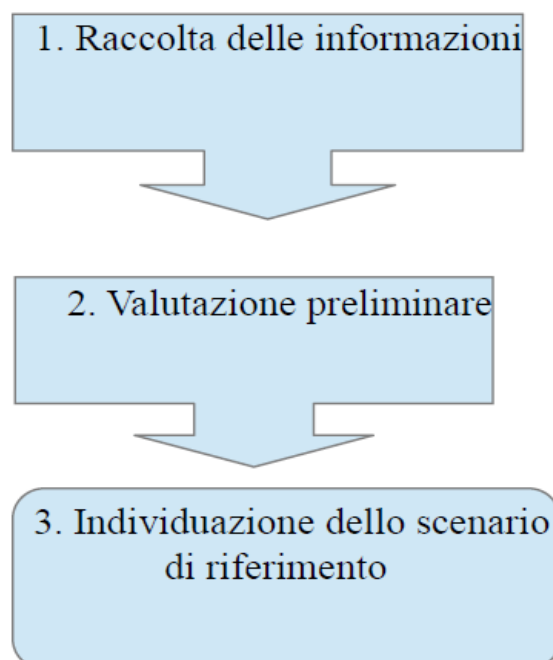 1. Raccolta delle informazioni
2. Valutazione preliminare
3. Individuazione dello scenario
di riferimento